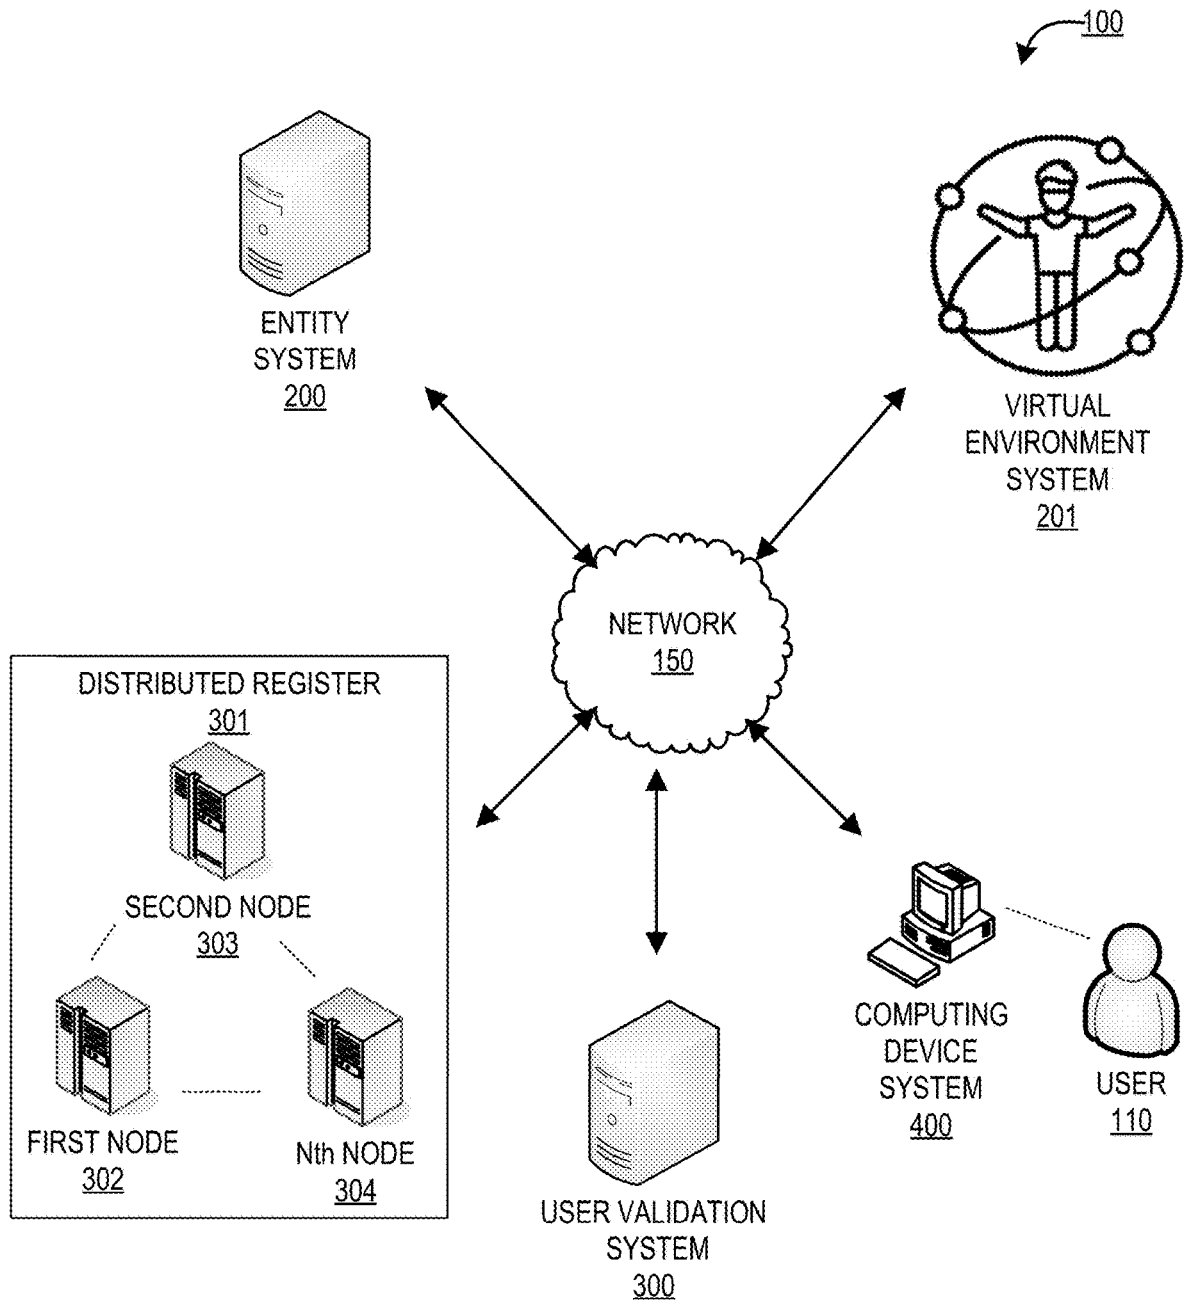 100
ENTITY
SYSTEM
200
VIRTUAL
ENVIRONMENT
SYSTEM
201
NETWORK
150
DISTRIBUTED REGISTER
301
SECOND NODE
303
FIRST NODE
302
Nth NODE
304
USER VALIDATION
SYSTEM
300
COMPUTING
DEVICE
SYSTEM
400
USER
110